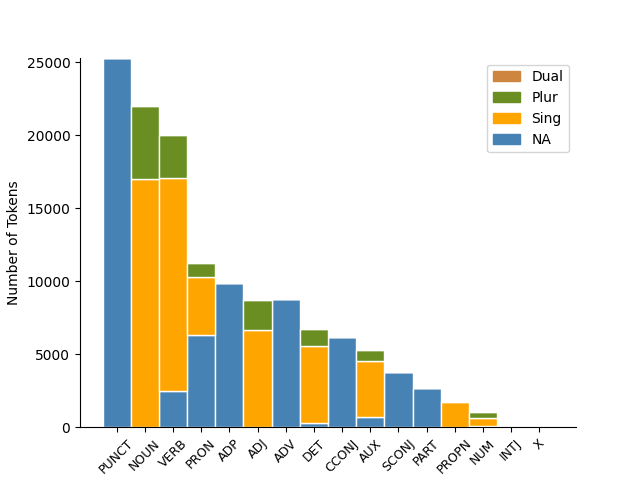 25000
20000
15000
10000
5000
0
Number of Tokens
Dual
Plur
Sing
NA
PUNCT
NOUN
VERB
PRON
ADP
ADJ
ADV
DET
CCONJ
AUX
SCONJ
PART
PROPN
NUM
INTJ
X